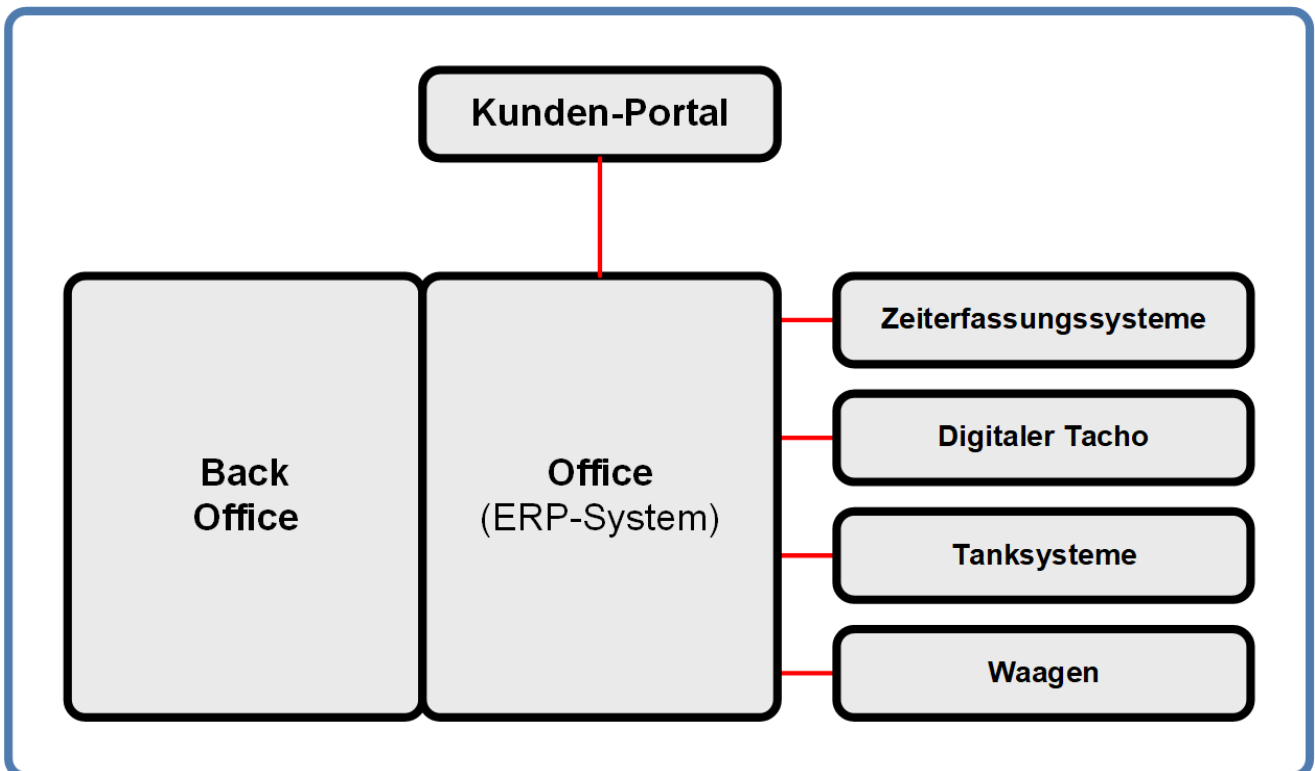 Kunden-Portal
Back
Office
Office
(ERP-System)
Zeiterfassungssysteme
Digitaler Tacho
Tanksysteme
Waagen